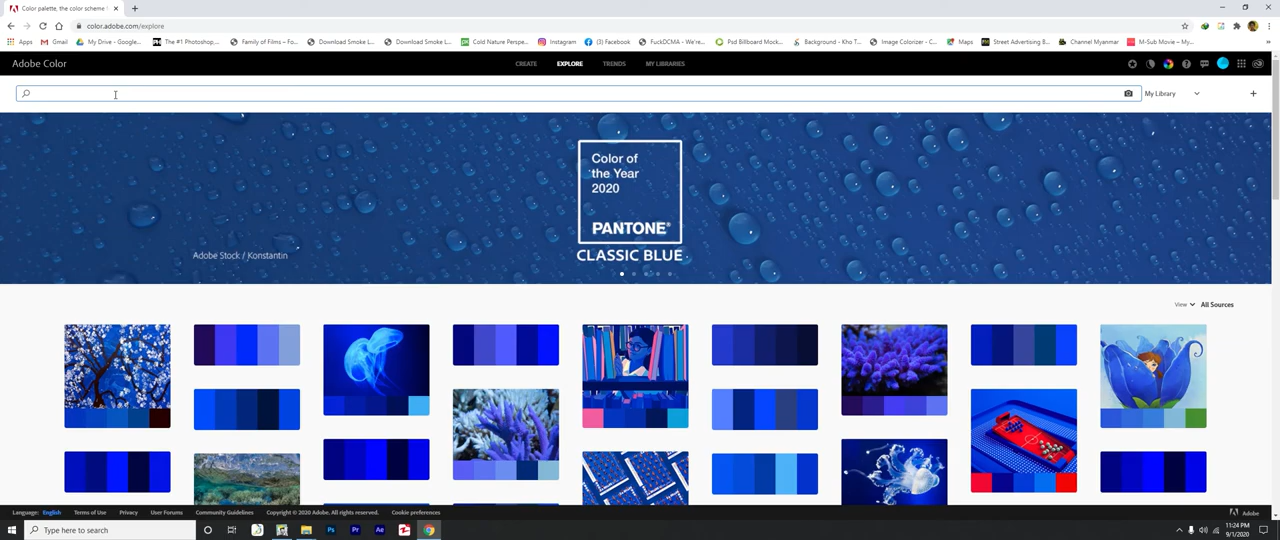 Color palette, the color scheme
color.adobe.com/explore
Apps
Gmail
My Drive - Google...
The #1 Photoshop...
Family of Films – Fo...
Download Smoke L...
Download Smoke L...
Cold Nature Perspe...
Instagram
(3) Facebook
FuckDCMA - We're...
Psd Billboard Mock...
Background - Kho T...
Image Colorizer - C...
Maps
Street Advertising B...
Channel Myanmar
M-Sub Movie – My...
Adobe Color
CREATE
EXPLORE
TRENDS
MY LIBRARIES
My Library
Color of
the Year
2020
PANTONE®
CLASSIC BLUE
Adobe Stock / Konstantin
View
All Sources
Language: English
Terms of Use
Privacy
User Forums
Community Guidelines
Copyright © 2020 Adobe. All rights reserved.
Cookie preferences
Adobe
Type here to search
Ps
Pr
Ae
11:24 PM
9/1/2020